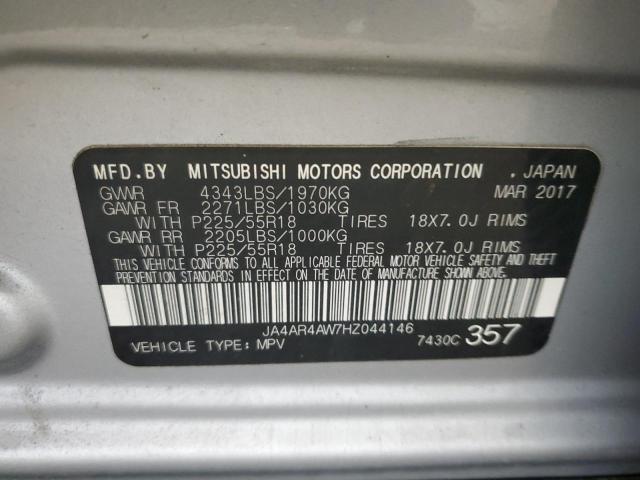 MFD.BY MITSUBISHI MOTORS CORPORATION . JAPAN
GVWR 4343LBS/1970KG MAR 2017
GAWR FR 2271LBS/1030KG
WITH P225/55R18 TIRES 18X7.0J RIMS
GAWR RR 2205LBS/1000KG
WITH P225/55R18 TIRES 18X7.0J RIMS
THIS VEHICLE CONFORMS TO ALL APPLICABLE FEDERAL MOTOR VEHICLE SAFETY AND THEFT
PREVENTION STANDARDS IN EFFECT ON THE DATE OF MANUFACTURE SHOWN ABOVE.
JA4AR4AW7HZ044146
VEHICLE TYPE: MPV 7430C 357